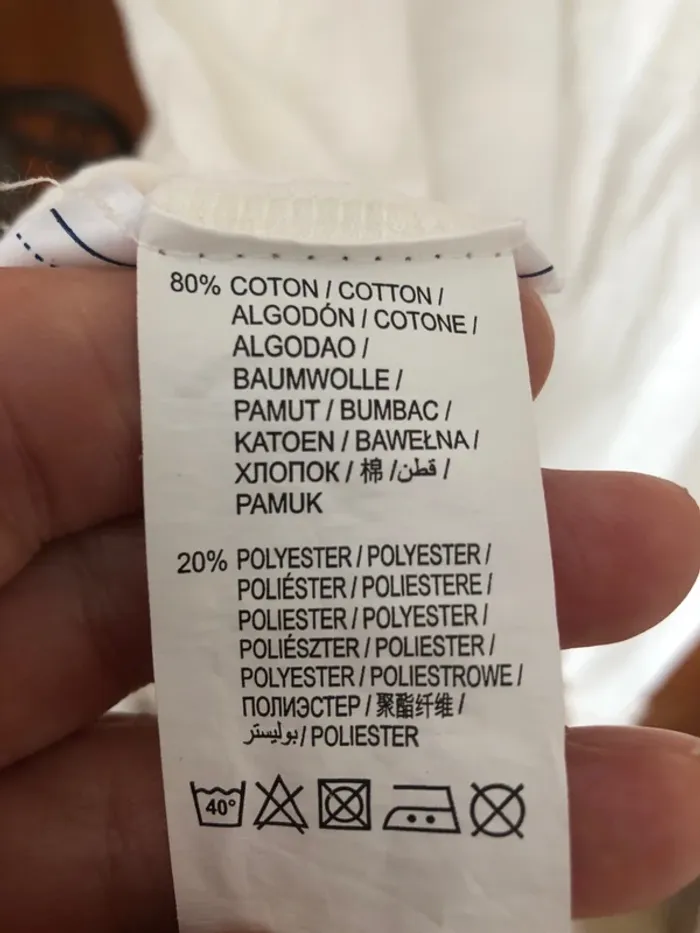 80% COTON / COTTON /
ALGODÓN / COTONE /
ALGODAO /
BAUMWOLLE /
PAMUT / BUMBAC /
KATOEN / BAWEŁNA /
ХЛОПОК / 棉 /قطن /
PAMUK
20% POLYESTER / POLYESTER /
POLIÉSTER / POLIESTERE /
POLIESTER / POLYESTER /
POLIÉSZTER / POLIESTER /
POLYESTER / POLIESTROWE /
ПОЛИЭСТЕР / 聚酯纤维 /
بوليستر / POLIESTER
40°